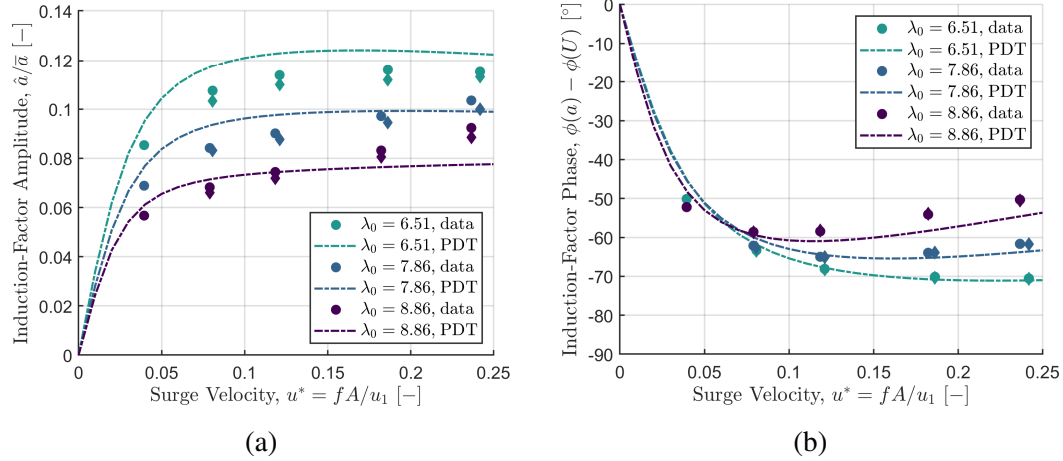 0.14
0.12
0.1
0.08
0.06
0.04
0.02
0
0
0.05
0.1
0.15
0.2
0.25
Induction-Factor Amplitude, â/ā [−]
Surge Velocity, u* = fA/u₁ [−]
λ₀ = 6.51, data
λ₀ = 6.51, PDT
λ₀ = 7.86, data
λ₀ = 7.86, PDT
λ₀ = 8.86, data
λ₀ = 8.86, PDT
(a)
0
-10
-20
-30
-40
-50
-60
-70
-80
-90
0
0.05
0.1
0.15
0.2
0.25
Induction-Factor Phase, ϕ(a) − ϕ(U) [°]
Surge Velocity, u* = fA/u₁ [−]
λ₀ = 6.51, data
λ₀ = 6.51, PDT
λ₀ = 7.86, data
λ₀ = 7.86, PDT
λ₀ = 8.86, data
λ₀ = 8.86, PDT
(b)